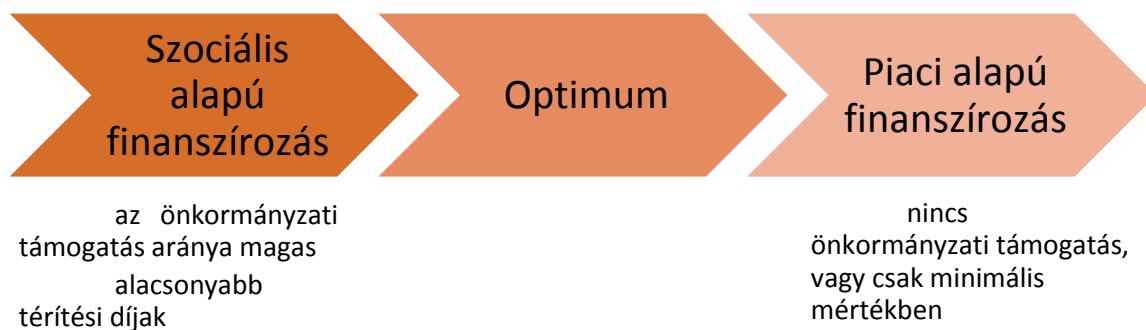 Szociális
alapú
finanszírozás
az önkormányzati
támogatás aránya magas
alacsonyabb
térítési díjak
Optimum
Piaci alapú
finanszírozás
nincs
önkormányzati támogatás,
vagy csak minimális
mértékben